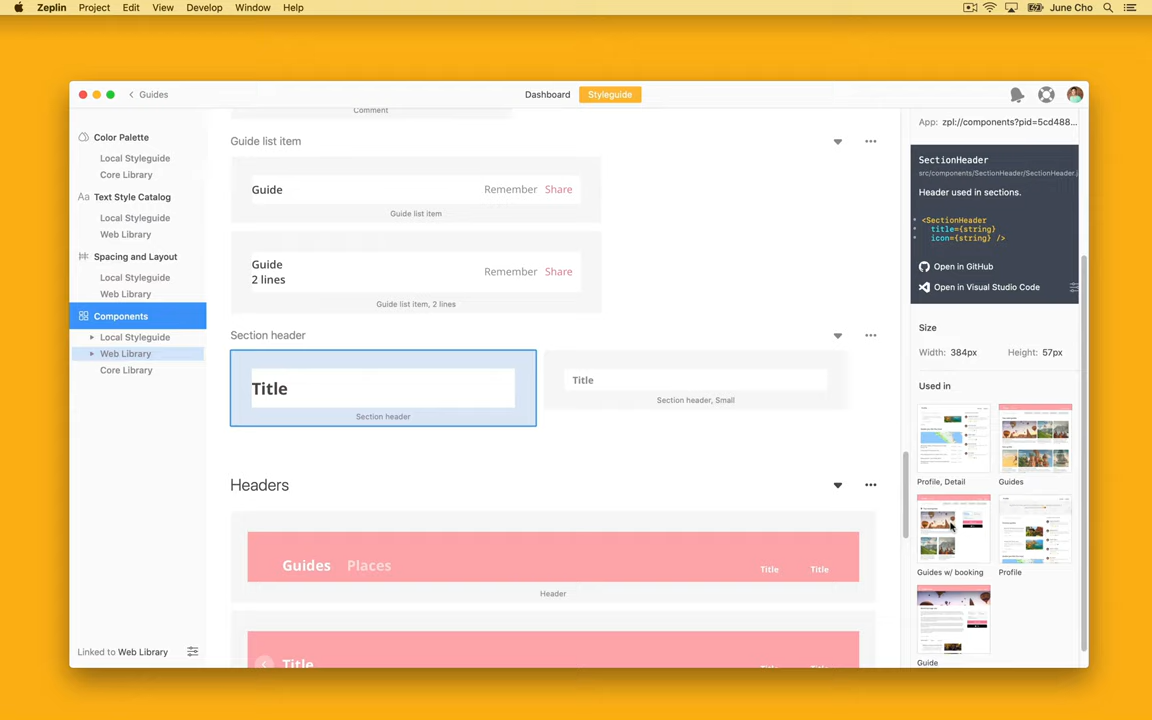 Zeplin Project Edit View Develop Window Help June Cho
Guides
Dashboard Styleguide
Color Palette
Local Styleguide
Core Library
Aa Text Style Catalog
Local Styleguide
Web Library
Spacing and Layout
Local Styleguide
Web Library
Components
Local Styleguide
Web Library
Core Library
Linked to Web Library
Comment
Guide list item
Guide Remember Share
Guide list item
Guide Remember Share
2 lines
Guide list item, 2 lines
Section header
Title
Section header
Title
Section header, Small
Headers
Guides Places Title Title
Header
Title Title Title
App: zpl://components?pid=5cd488...
SectionHeader
src/components/SectionHeader/SectionHeader.j
Header used in sections.
<SectionHeader
title={string}
icon={string} />
Open in GitHub
Open in Visual Studio Code
Size
Width: 384px Height: 57px
Used in
Profile, Detail
Guides
Guides w/ booking
Profile
Guide